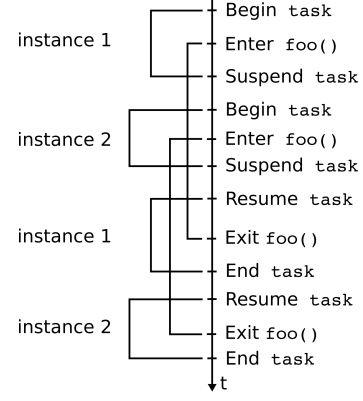 Begin task
instance 1
Enter foo()
Suspend task
Begin task
instance 2
Enter foo()
Suspend task
Resume task
instance 1
Exit foo()
End task
Resume task
instance 2
Exit foo()
End task
t